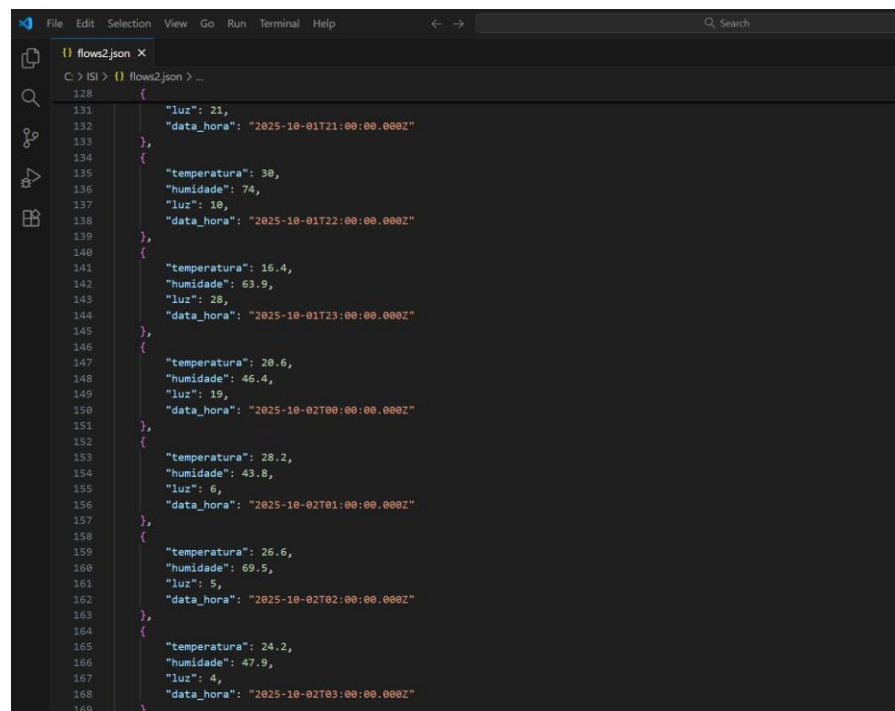 File Edit Selection View Go Run Terminal Help ← → Search
{} flows2.json ×
C: > ISI > {} flows2.json > ...
128 {
131 "luz": 21,
132 "data_hora": "2025-10-01T21:00:00.000Z"
133 },
134 {
135 "temperatura": 30,
136 "humidade": 74,
137 "luz": 10,
138 "data_hora": "2025-10-01T22:00:00.000Z"
139 },
140 {
141 "temperatura": 16.4,
142 "humidade": 63.9,
143 "luz": 28,
144 "data_hora": "2025-10-01T23:00:00.000Z"
145 },
146 {
147 "temperatura": 20.6,
148 "humidade": 46.4,
149 "luz": 19,
150 "data_hora": "2025-10-02T00:00:00.000Z"
151 },
152 {
153 "temperatura": 28.2,
154 "humidade": 43.8,
155 "luz": 6,
156 "data_hora": "2025-10-02T01:00:00.000Z"
157 },
158 {
159 "temperatura": 26.6,
160 "humidade": 69.5,
161 "luz": 5,
162 "data_hora": "2025-10-02T02:00:00.000Z"
163 },
164 {
165 "temperatura": 24.2,
166 "humidade": 47.9,
167 "luz": 4,
168 "data_hora": "2025-10-02T03:00:00.000Z"
169 }